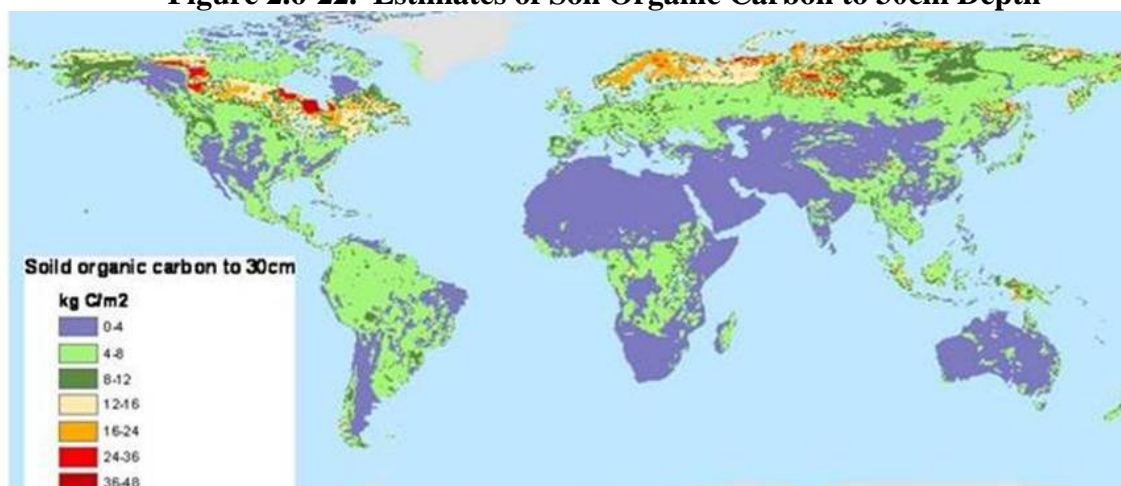 Figure 2.6-22. Estimates of Soil Organic Carbon to 30cm Depth
Soild organic carbon to 30cm
kg C/m2
0-4
4-8
8-12
12-16
16-24
24-36
36-48